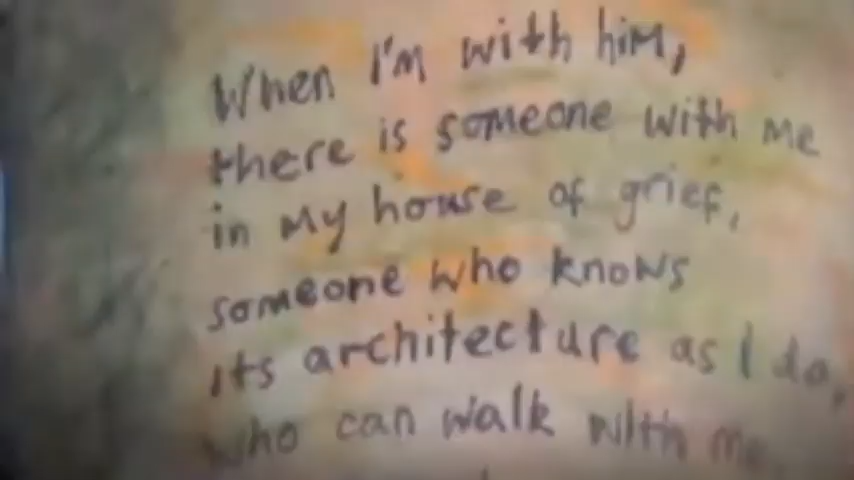 When I'm with him,
there is someone with me
in my house of grief,
someone who knows
its architecture as I do,
who can walk with me,